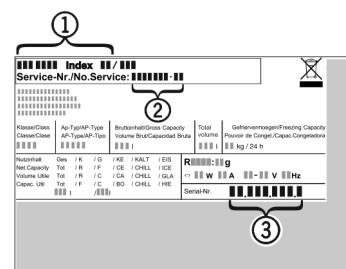 1
Index /
Service-Nr./No.Service: -
2
Klasse/Class Ap-Typ/AP-Type Bruttoinhalt/Gross Capacity Total Gefriervermoegen/Freezing Capacity
Classe/Clase AP-Type/AP-Tipo Volume Brut/Capacidad Bruta volume Pouvoir de Congel./Capac.Congeladora
l l kg / 24 h
Nutzinhalt Ges / K / G / KE / KALT / EIS
Net.Capacity Tot / R / F / CE / CHILL / ICE
Volume Utile Tot / R / C / CA / CHILL / GLA
Capac. Util Tot / F / C / BO / CHILL / HIE
l / l
R : g
W A - V Hz
Serial-Nr.
3